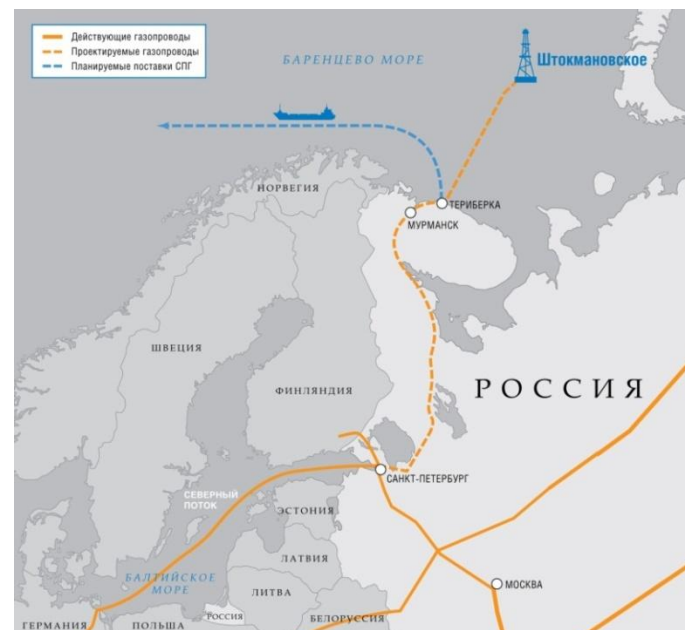 Действующие газопроводы
Проектируемые газопроводы
Планируемые поставки СПГ
БАРЕНЦЕВО МОРЕ
Штокмановское
НОРВЕГИЯ
ТЕРИБЕРКА
МУРМАНСК
ШВЕЦИЯ
ФИНЛЯНДИЯ
РОССИЯ
САНКТ-ПЕТЕРБУРГ
СЕВЕРНЫЙ
ПОТОК
ЭСТОНИЯ
ЛАТВИЯ
БАЛТИЙСКОЕ
МОРЕ
МОСКВА
ЛИТВА
РОССИЯ
БЕЛОРУССИЯ
ГЕРМАНИЯ
ПОЛЬША